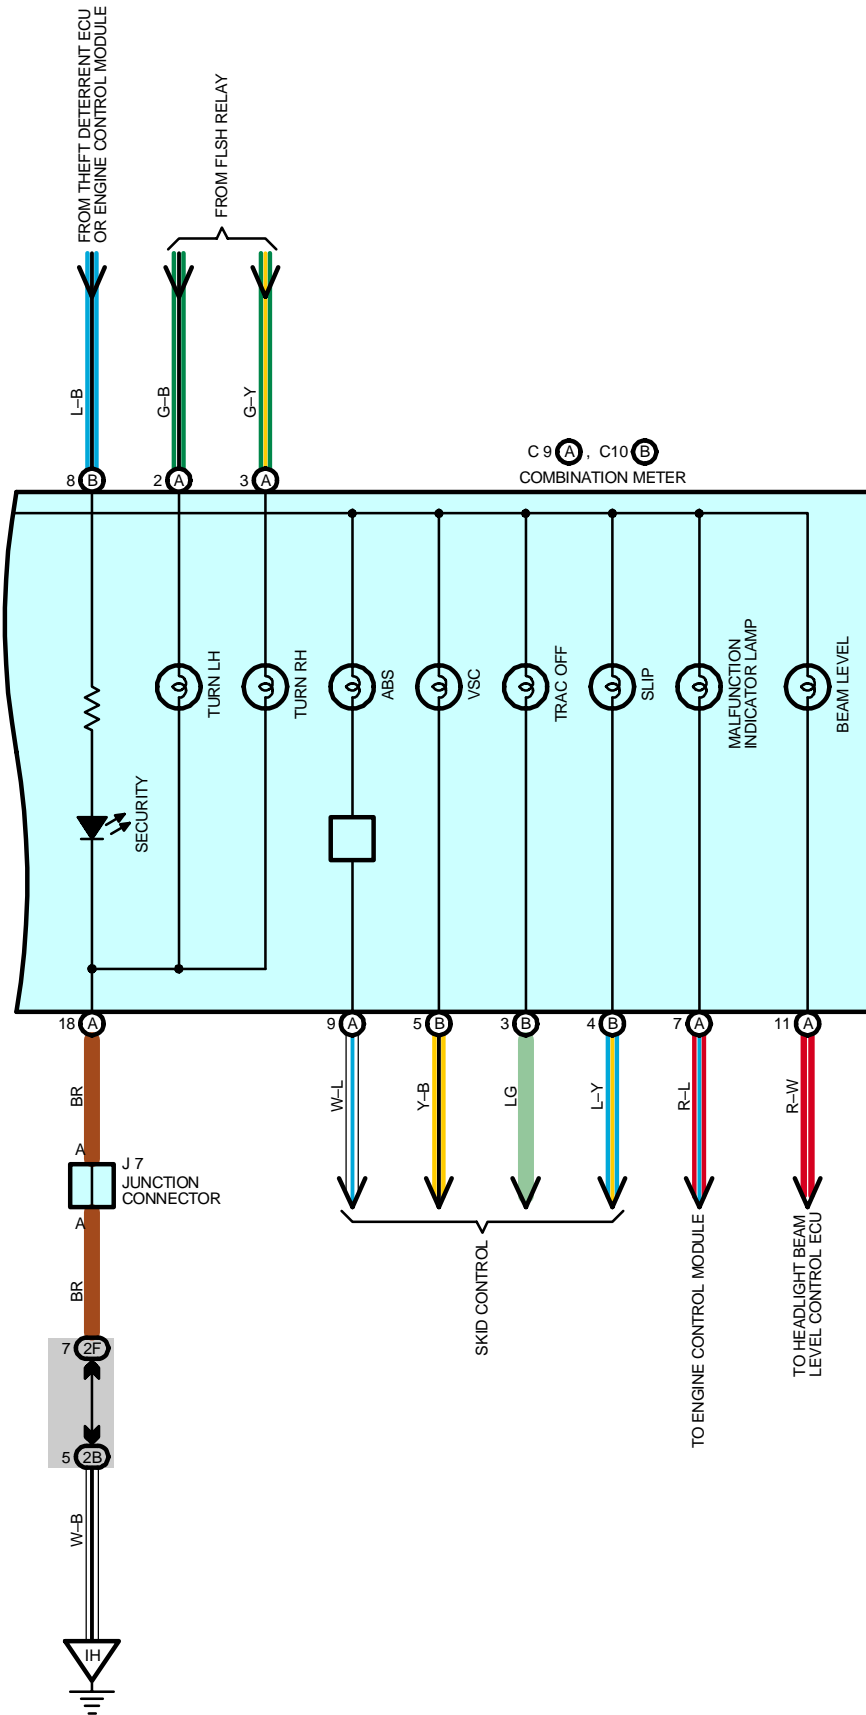 FROM THEFT DETERRENT ECU
OR ENGINE CONTROL MODULE
FROM FLSH RELAY
L–B
G–B
G–Y
C 9 A , C10 B
COMBINATION METER
8 B
2 A
3 A
TURN LH
TURN RH
ABS
VSC
TRAC OFF
SLIP
MALFUNCTION
INDICATOR LAMP
BEAM LEVEL
SECURITY
18 A
9 A
5 B
3 B
4 B
7 A
11 A
BR
W–L
Y–B
LG
L–Y
R–L
R–W
A
J 7
JUNCTION
CONNECTOR
A
BR
SKID CONTROL
TO ENGINE CONTROL MODULE
TO HEADLIGHT BEAM
LEVEL CONTROL ECU
7 2F
5 2B
W–B
IH